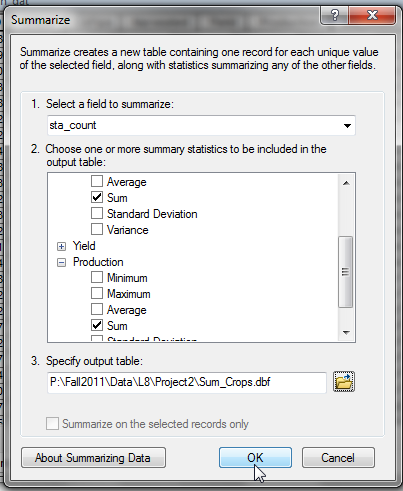 Summarize
Summarize creates a new table containing one record for each unique value
of the selected field, along with statistics summarizing any of the other fields.
1. Select a field to summarize:
sta_count
2. Choose one or more summary statistics to be included in the
output table:
Average
Sum
Standard Deviation
Variance
Yield
Production
Minimum
Maximum
Average
Sum
Standard Deviation
3. Specify output table:
P:\Fall2011\Data\L8\Project2\Sum_Crops.dbf
Summarize on the selected records only
About Summarizing Data
OK
Cancel